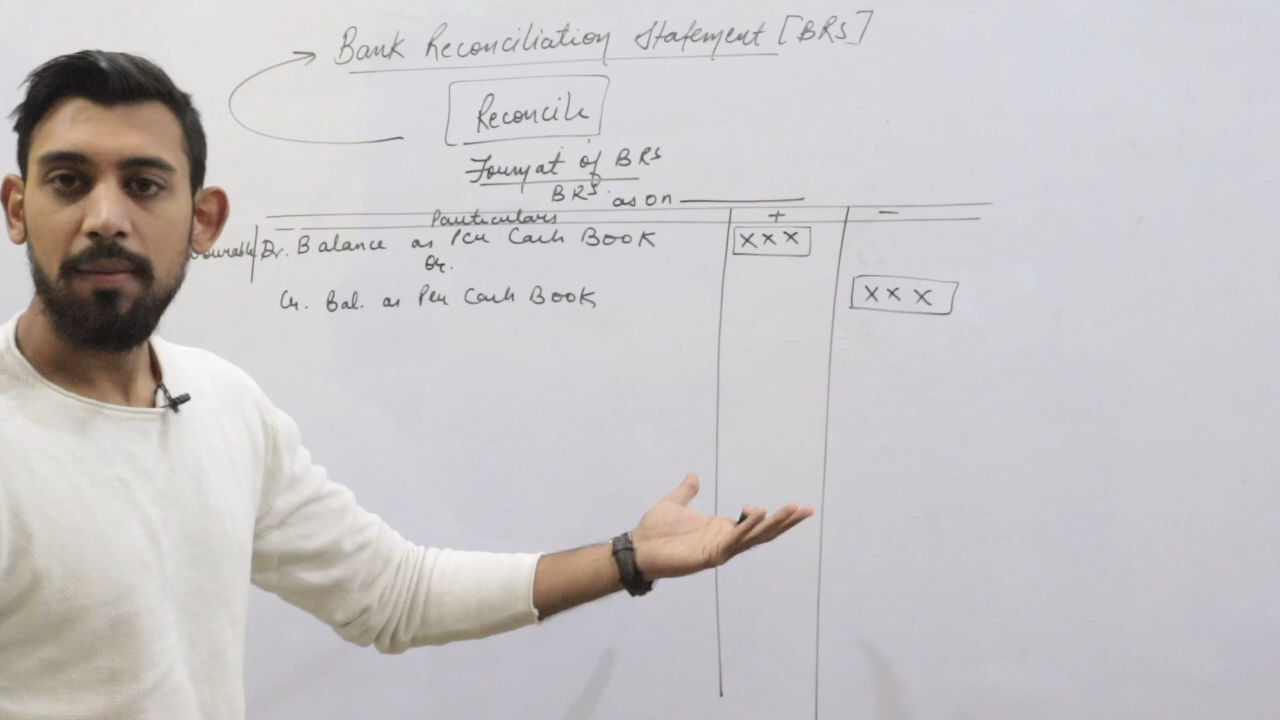 Bank Reconciliation Statement [BRS]
Reconcile
Format of BRS
BRS as on
Particulars + -
Dr. Balance as Per Cash BOOK XXX
Or.
Cr. Bal. as Per Cash BOOK XXX